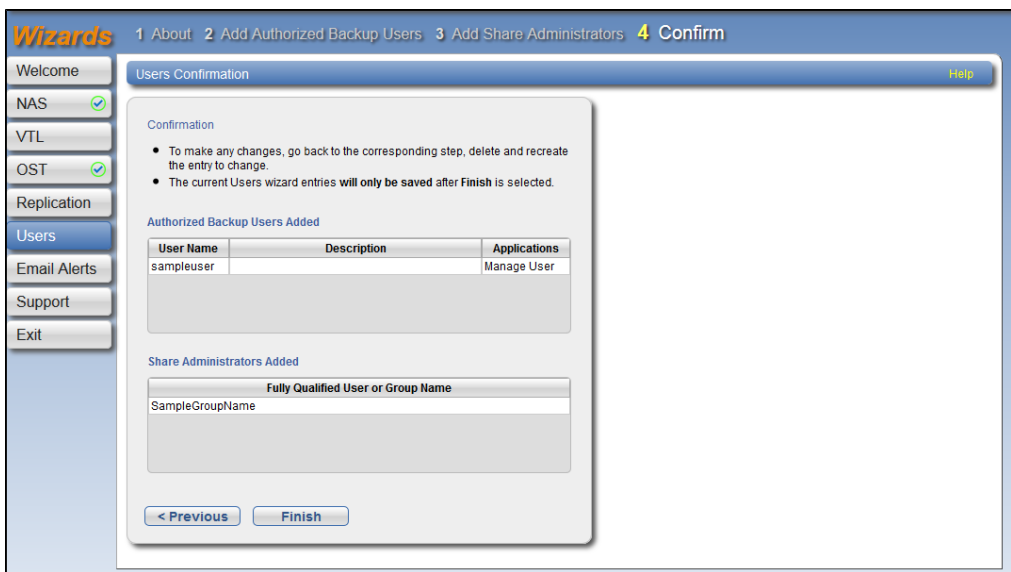 Wizards
1 About 2 Add Authorized Backup Users 3 Add Share Administrators 4 Confirm
Welcome
NAS
VTL
OST
Replication
Users
Email Alerts
Support
Exit
Users Confirmation
Help
Confirmation
• To make any changes, go back to the corresponding step, delete and recreate
the entry to change.
• The current Users wizard entries will only be saved after Finish is selected.
Authorized Backup Users Added
User Name Description Applications
sampleuser Manage User
Share Administrators Added
Fully Qualified User or Group Name
SampleGroupName
< Previous Finish